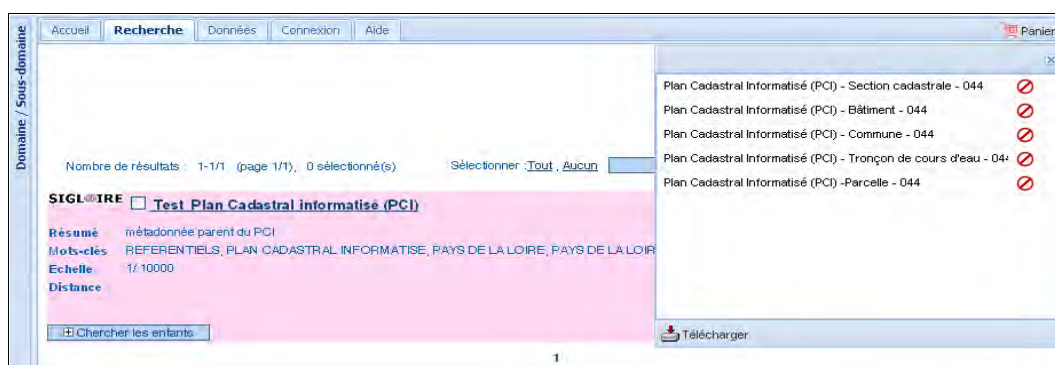 Domaine / Sous-domaine
Accueil Recherche Données Connexion Aide
Panier
Plan Cadastral Informatisé (PCI) - Section cadastrale - 044
Plan Cadastral Informatisé (PCI) - Bâtiment - 044
Plan Cadastral Informatisé (PCI) - Commune - 044
Plan Cadastral Informatisé (PCI) - Tronçon de cours d'eau - 044
Plan Cadastral Informatisé (PCI) -Parcelle - 044
Télécharger
Nombre de résultats : 1-1/1 (page 1/1), 0 sélectionné(s) Sélectionner :Tout , Aucun
SIGL@IRE Test Plan Cadastral informatisé (PCI)
Résumé métadonnée parent du PCI
Mots-clés REFERENTIELS, PLAN CADASTRAL INFORMATISE, PAYS DE LA LOIRE, PAYS DE LA LOIR
Echelle 1/ 10000
Distance
Chercher les enfants
1